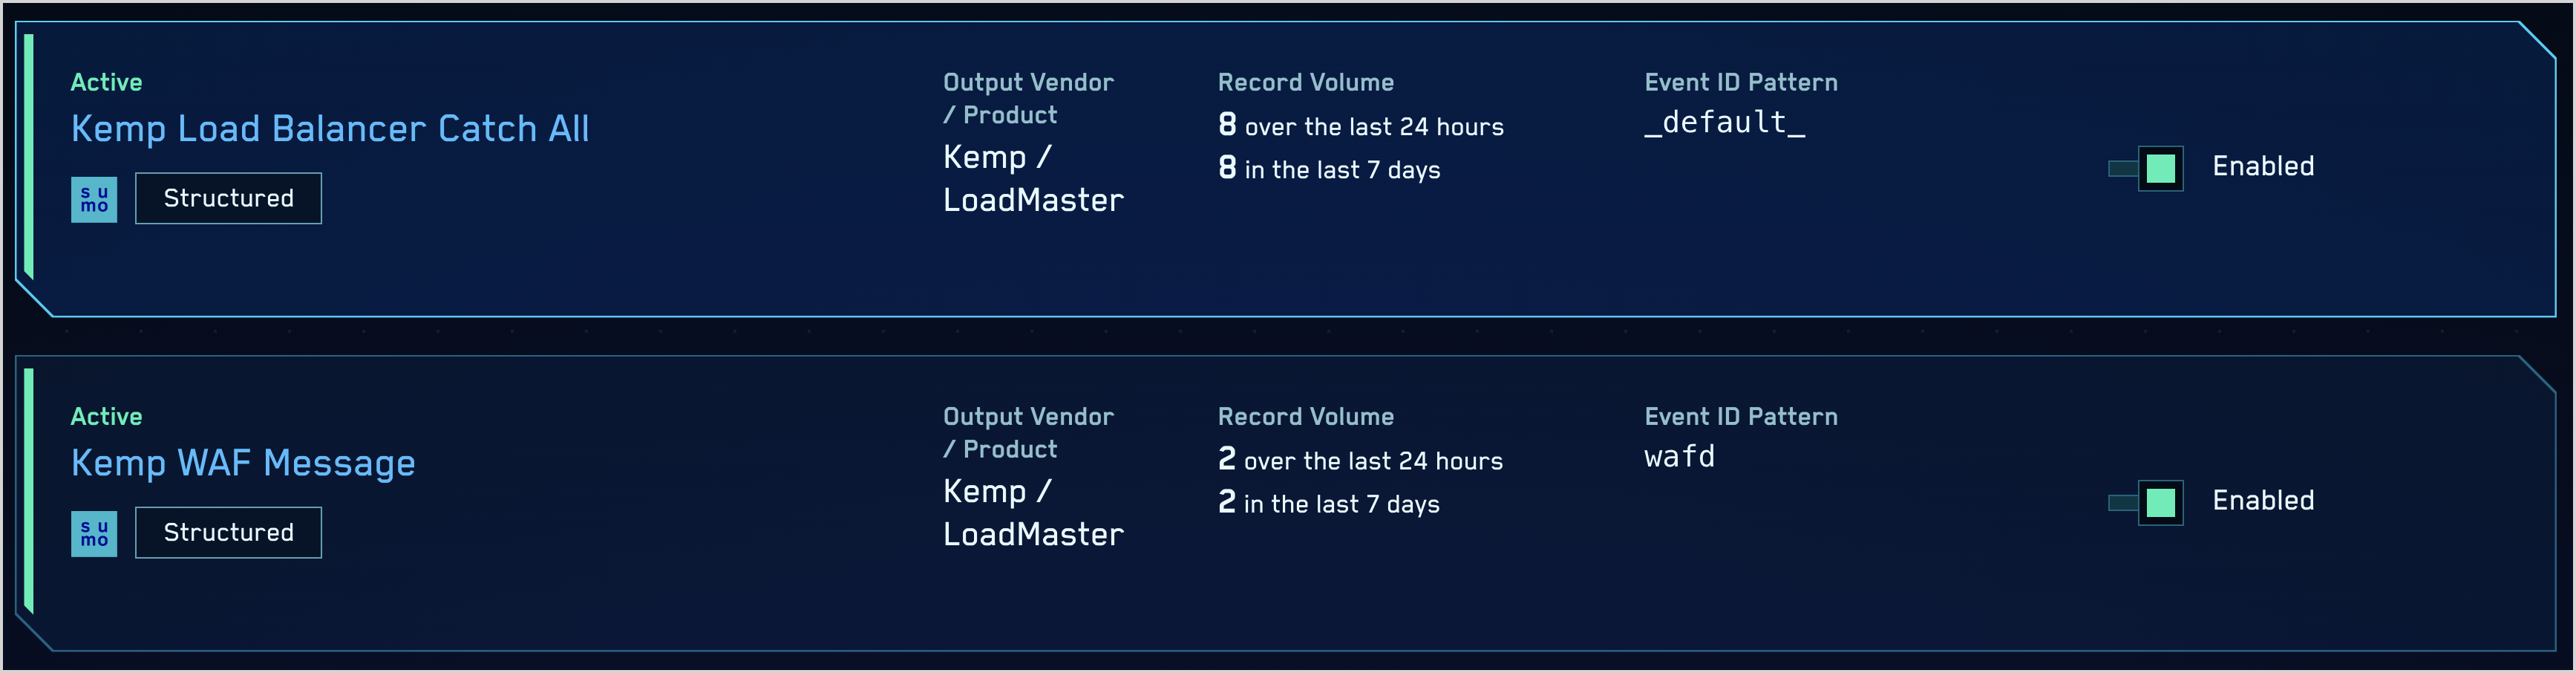 Active
Kemp Load Balancer Catch All
su
mo
Structured
Output Vendor
/ Product
Kemp /
LoadMaster
Record Volume
8 over the last 24 hours
8 in the last 7 days
Event ID Pattern
_default_
Enabled
Active
Kemp WAF Message
su
mo
Structured
Output Vendor
/ Product
Kemp /
LoadMaster
Record Volume
2 over the last 24 hours
2 in the last 7 days
Event ID Pattern
wafd
Enabled